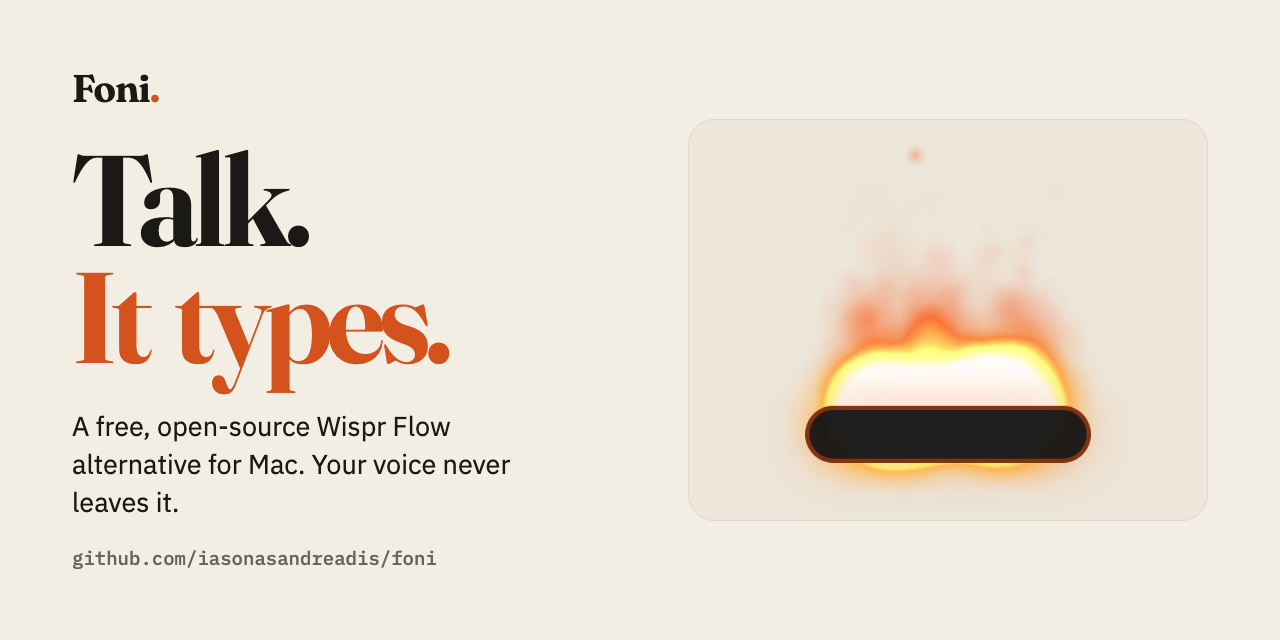 Foni.
Talk.
It types.
A free, open-source Wispr Flow
alternative for Mac. Your voice never
leaves it.
github.com/iasonasandreadis/foni